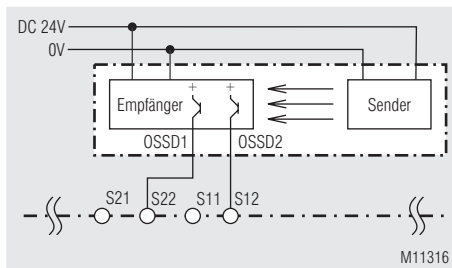 DC 24V
0V
Empfänger + + Sender
OSSD1 OSSD2
S21 S22 S11 S12
M11316